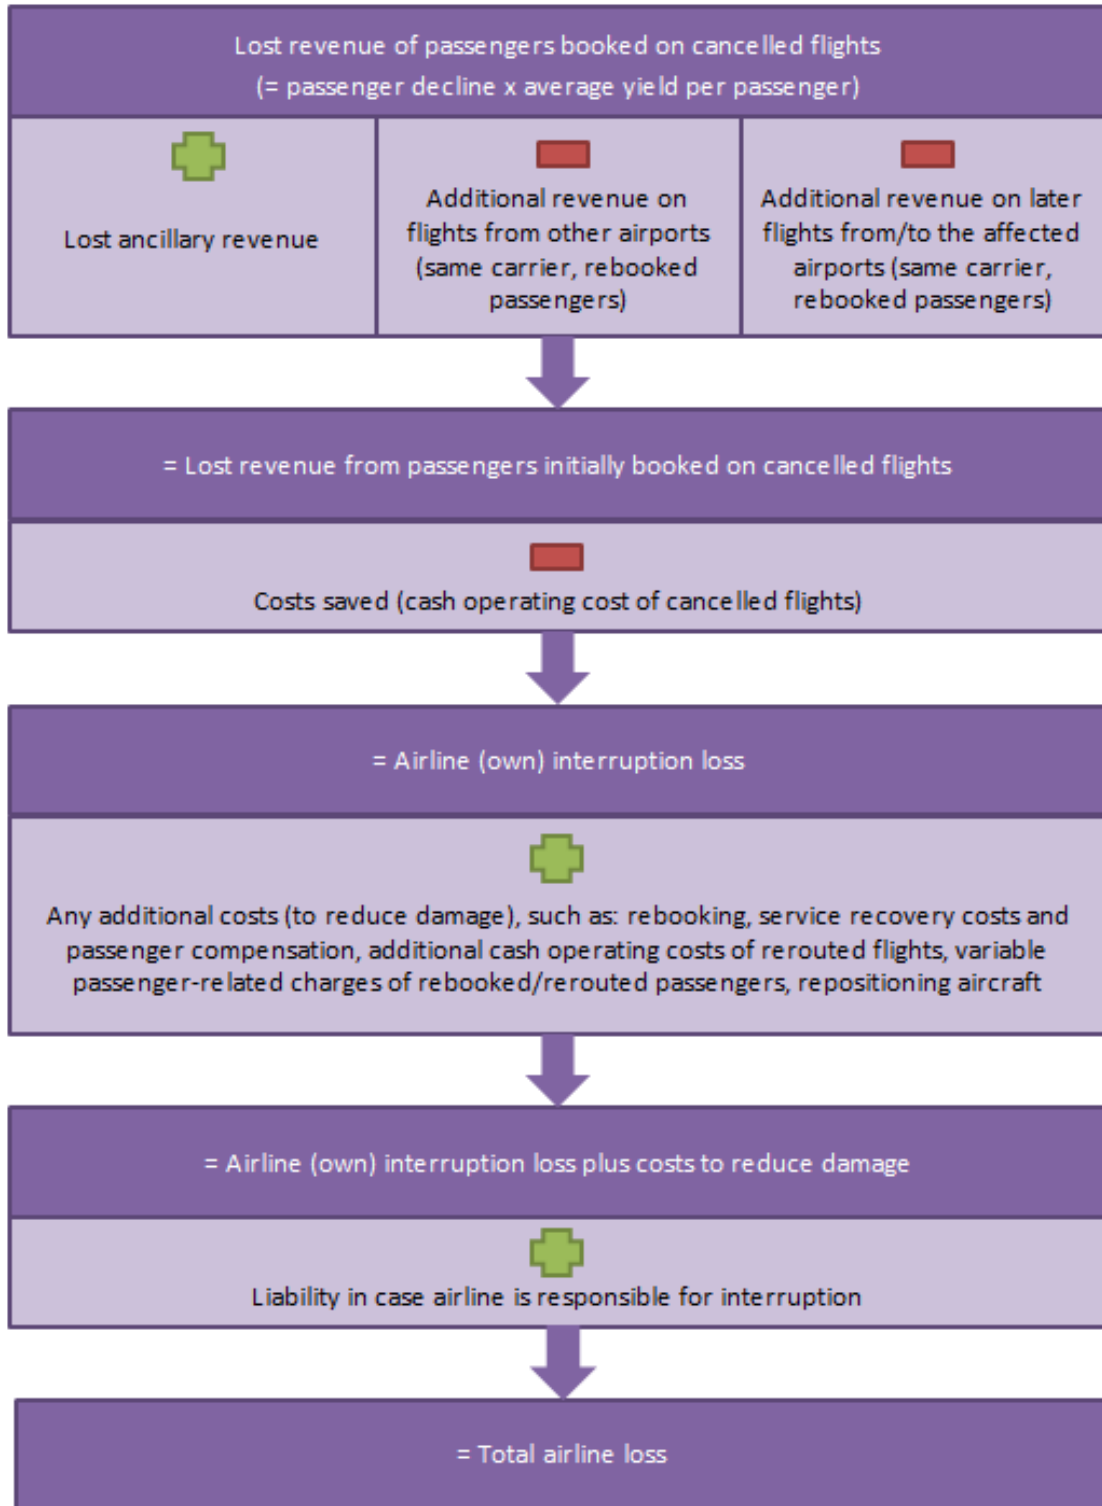 Lost revenue of passengers booked on cancelled flights
(= passenger decline x average yield per passenger)
Lost ancillary revenue
Additional revenue on
flights from other airports
(same carrier, rebooked
passengers)
Additional revenue on later
flights from/to the affected
airports (same carrier,
rebooked passengers)
= Lost revenue from passengers initially booked on cancelled flights
Costs saved (cash operating cost of cancelled flights)
= Airline (own) interruption loss
Any additional costs (to reduce damage), such as: rebooking, service recovery costs and
passenger compensation, additional cash operating costs of rerouted flights, variable
passenger-related charges of rebooked/rerouted passengers, repositioning aircraft
= Airline (own) interruption loss plus costs to reduce damage
Liability in case airline is responsible for interruption
= Total airline loss